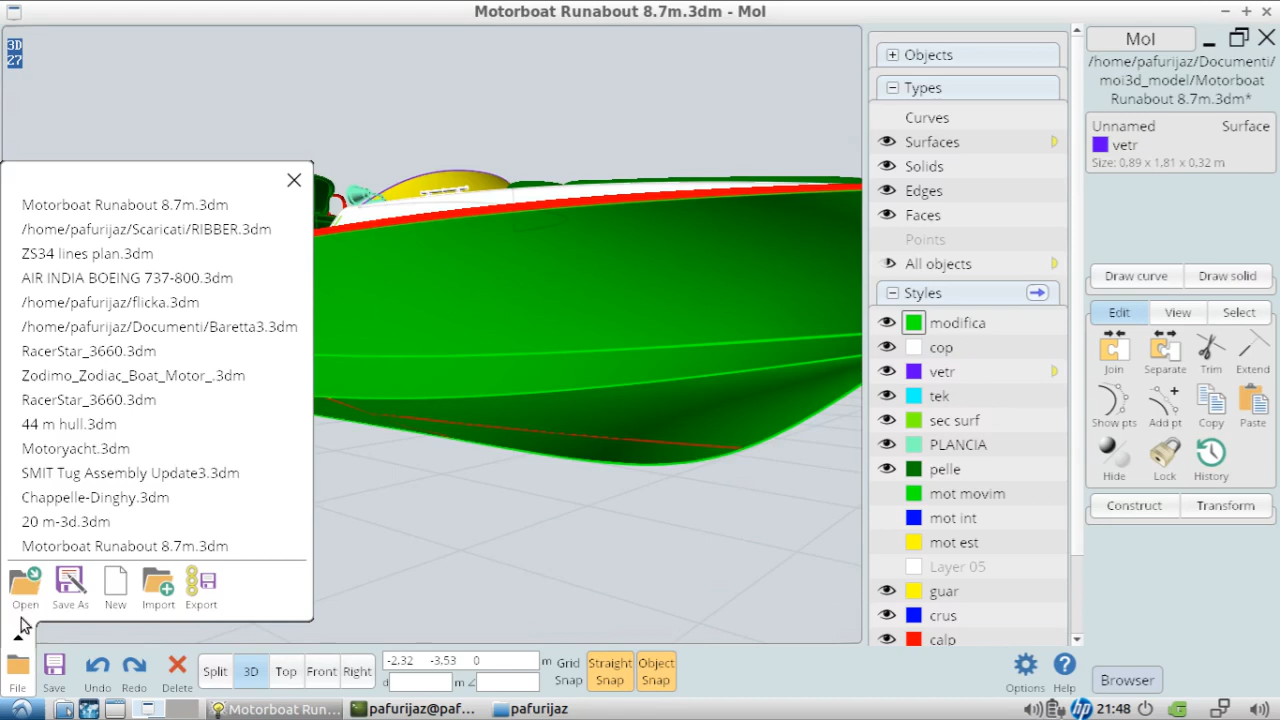 Motorboat Runabout 8.7m.3dm - MoI
3D
27
Motorboat Runabout 8.7m.3dm
/home/pafurijaz/Scaricati/RIBBER.3dm
ZS34 lines plan.3dm
AIR INDIA BOEING 737-800.3dm
/home/pafurijaz/flicka.3dm
/home/pafurijaz/Documenti/Baretta3.3dm
RacerStar_3660.3dm
Zodimo_Zodiac_Boat_Motor_.3dm
RacerStar_3660.3dm
44 m hull.3dm
Motoryacht.3dm
SMIT Tug Assembly Update3.3dm
Chappelle-Dinghy.3dm
20 m-3d.3dm
Motorboat Runabout 8.7m.3dm
Open Save As New Import Export
Objects
Types
Curves
Surfaces
Solids
Edges
Faces
Points
All objects
Styles
modifica
cop
vetr
tek
sec surf
PLANCIA
pelle
mot movim
mot int
mot est
Layer 05
guar
crus
calp
MoI
/home/pafurijaz/Documenti/
moi3d_model/Motorboat
Runabout 8.7m.3dm*
Unnamed Surface
vetr
Size: 0.89 x 1.81 x 0.32 m
Draw curve Draw solid
Edit View Select
Join Separate Trim Extend
Show pts Add pt Copy Paste
Hide Lock History
Construct Transform
File Save Undo Redo Delete
Split 3D Top Front Right
-2.32 -3.53 0 m
d m ∠
Grid Snap
Straight Snap
Object Snap
Options Help
Browser
Motorboat Run... pafurijaz@paf... pafurijaz
hp 21:48